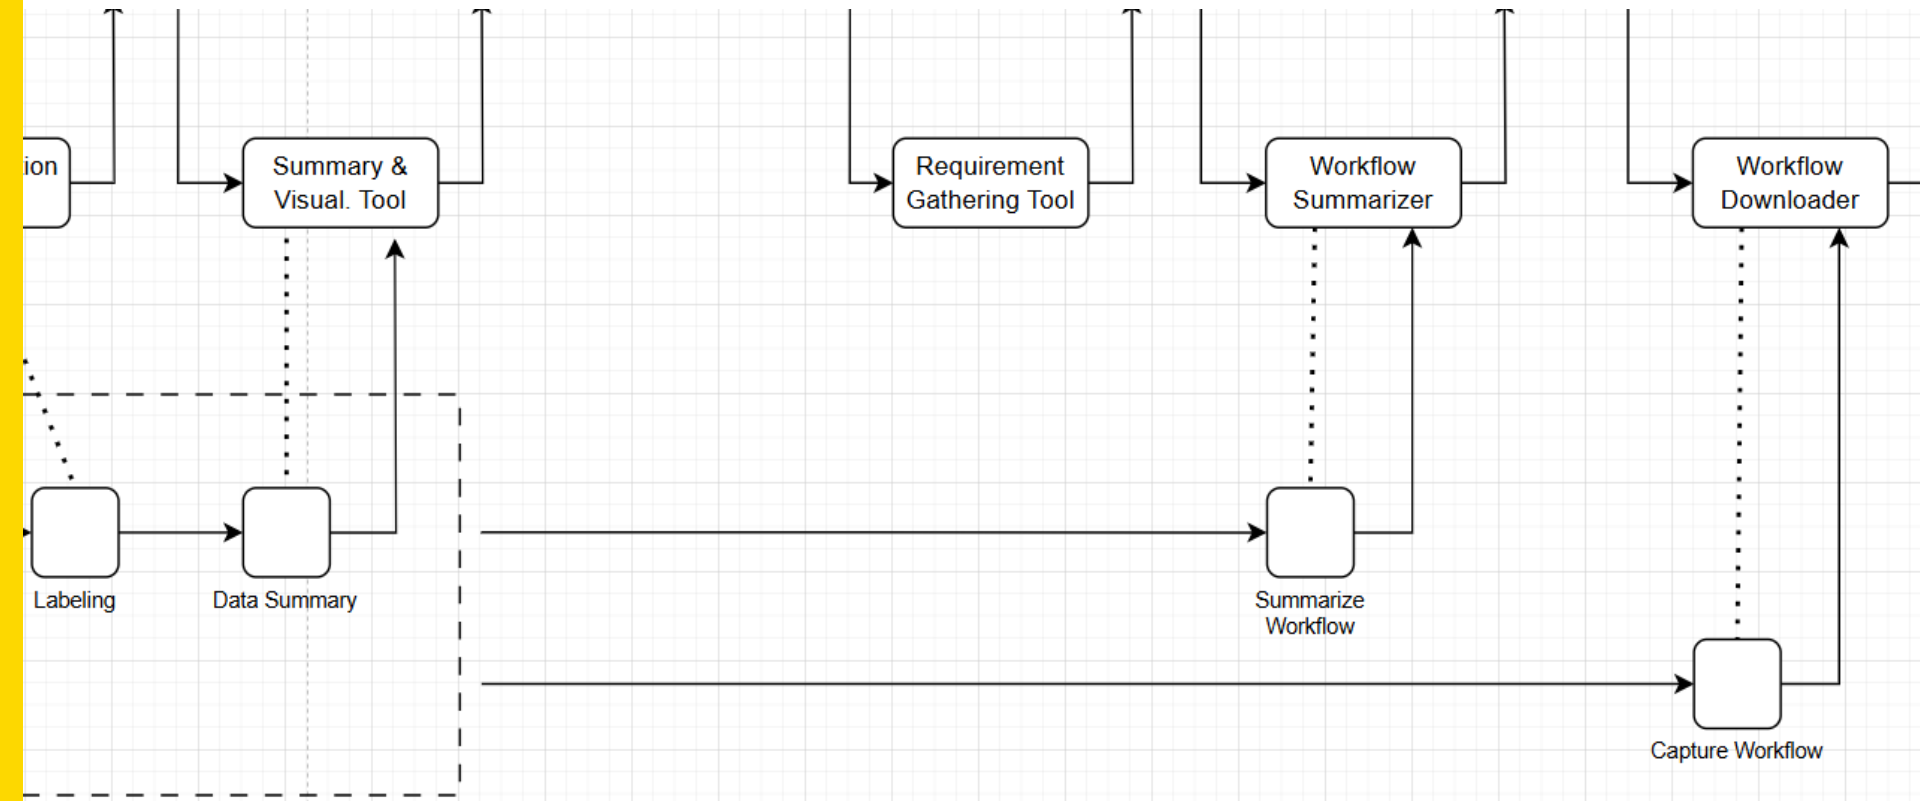 ion
Summary &
Visual. Tool
Requirement
Gathering Tool
Workflow
Summarizer
Workflow
Downloader
Labeling
Data Summary
Summarize
Workflow
Capture Workflow